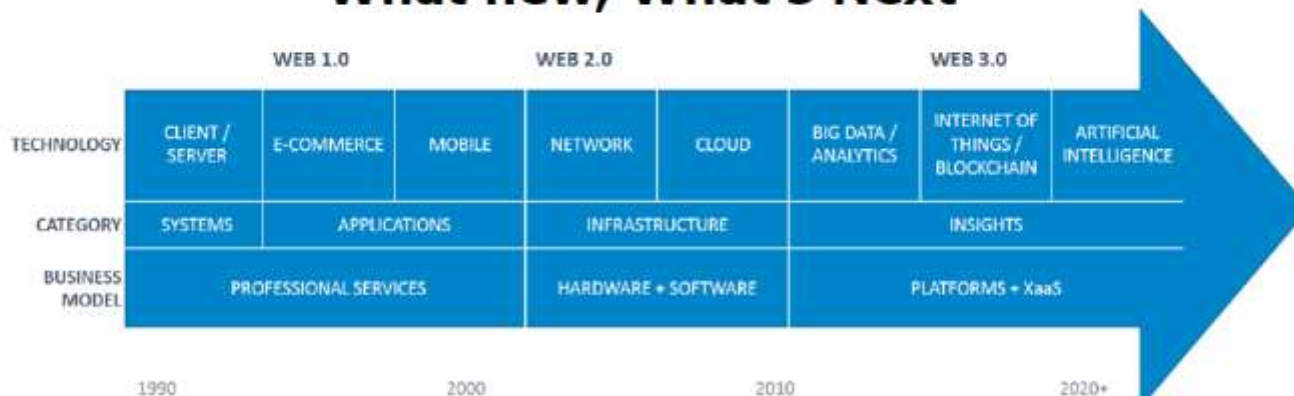 WEB 1.0 WEB 2.0 WEB 3.0
TECHNOLOGY
CLIENT /
SERVER
E-COMMERCE
MOBILE
NETWORK
CLOUD
BIG DATA /
ANALYTICS
INTERNET OF
THINGS /
BLOCKCHAIN
ARTIFICIAL
INTELLIGENCE
CATEGORY SYSTEMS APPLICATIONS INFRASTRUCTURE INSIGHTS
BUSINESS
MODEL
PROFESSIONAL SERVICES HARDWARE + SOFTWARE PLATFORMS + XaaS
1990 2000 2010 2020+